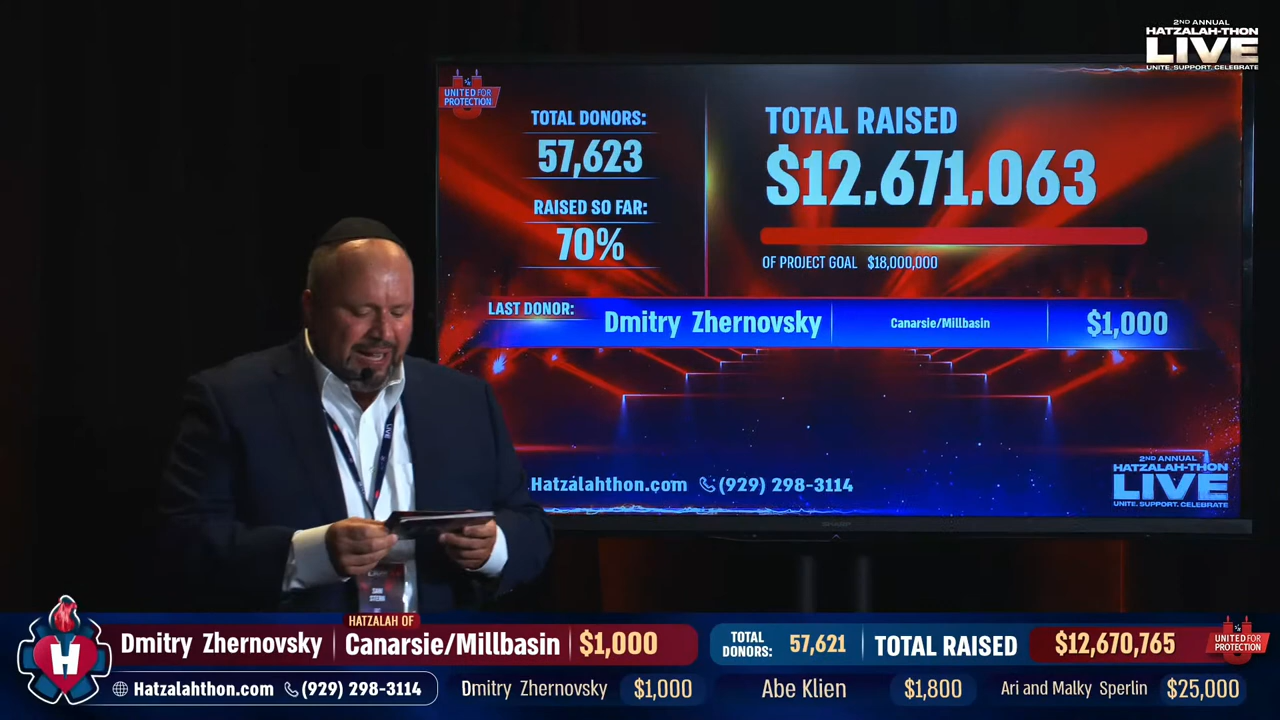 2ND ANNUAL
HATZALAH-THON
LIVE
UNITE. SUPPORT. CELEBRATE
UNITED FOR
PROTECTION
TOTAL DONORS:
57,623
RAISED SO FAR:
70%
TOTAL RAISED
$12.671.063
OF PROJECT GOAL $18,000,000
LAST DONOR:
Dmitry Zhernovsky
Canarsie/Millbasin
$1,000
Hatzalahthon.com (929) 298-3114
2ND ANNUAL
HATZALAH-THON
LIVE
UNITE. SUPPORT. CELEBRATE
LIVE
H
Dmitry Zhernovsky
HATZALAH OF
Canarsie/Millbasin
$1,000
TOTAL
DONORS:
57,621
TOTAL RAISED
$12,670,765
UNITED FOR
PROTECTION
Hatzalahthon.com (929) 298-3114
Dmitry Zhernovsky $1,000
Abe Klien $1,800
Ari and Malky Sperlin $25,000